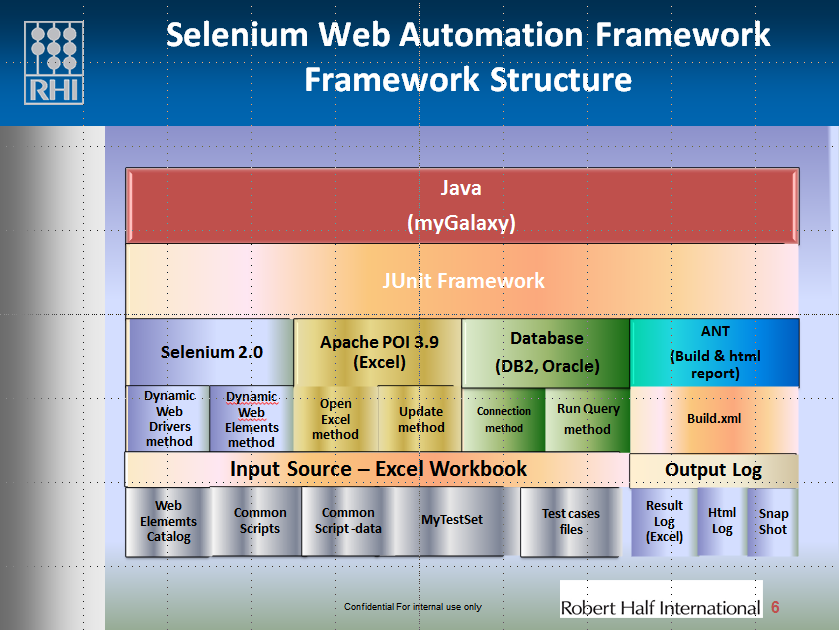 Selenium Web Automation Framework
Framework Structure
RHI
Java
(myGalaxy)
JUnit Framework
Selenium 2.0
Apache POI 3.9
(Excel)
Database
(DB2, Oracle)
ANT
(Build & html
report)
Dynamic
Web
Drivers
method
Dynamic
Web
Elements
method
Open
Excel
method
Update
method
Connection
method
Run Query
method
Build.xml
Input Source – Excel Workbook
Output Log
Web
Elememts
Catalog
Common
Scripts
Common
Script -data
MyTestSet
Test cases
files
Result
Log
(Excel)
Html
Log
Snap
Shot
Confidential For internal use only
Robert Half International
6